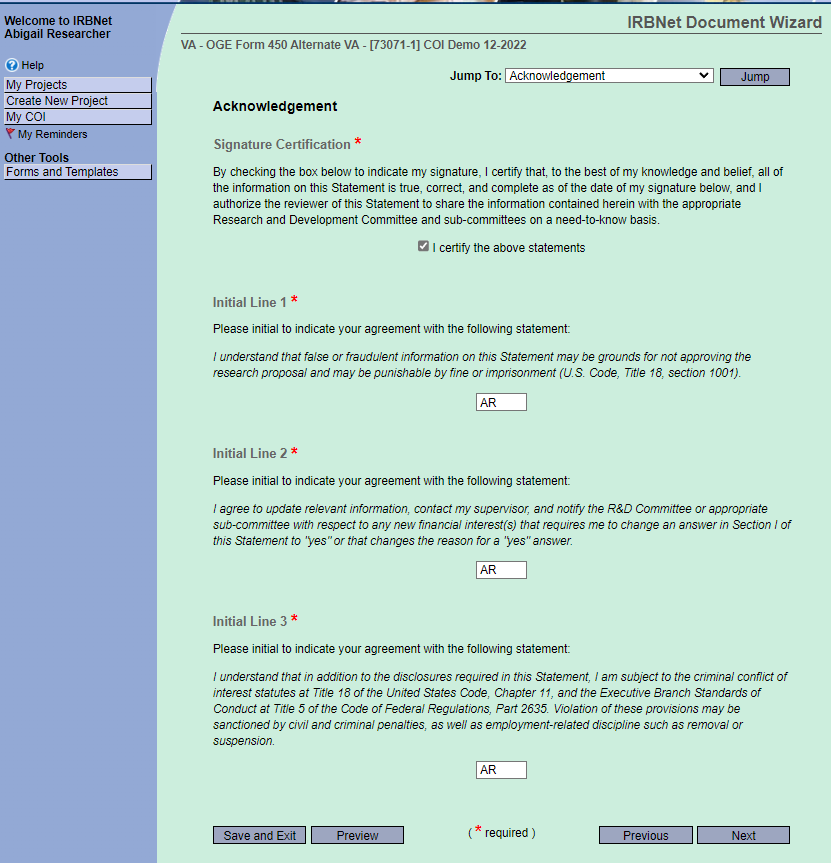 Welcome to IRBNet
Abigail Researcher
Help
My Projects
Create New Project
My COI
My Reminders
Other Tools
Forms and Templates
IRBNet Document Wizard
VA - OGE Form 450 Alternate VA - [73071-1] COI Demo 12-2022
Jump To: Acknowledgement Jump
Acknowledgement
Signature Certification *
By checking the box below to indicate my signature, I certify that, to the best of my knowledge and belief, all of
the information on this Statement is true, correct, and complete as of the date of my signature below, and I
authorize the reviewer of this Statement to share the information contained herein with the appropriate
Research and Development Committee and sub-committees on a need-to-know basis.
I certify the above statements
Initial Line 1 *
Please initial to indicate your agreement with the following statement:
I understand that false or fraudulent information on this Statement may be grounds for not approving the
research proposal and may be punishable by fine or imprisonment (U.S. Code, Title 18, section 1001).
AR
Initial Line 2 *
Please initial to indicate your agreement with the following statement:
I agree to update relevant information, contact my supervisor, and notify the R&D Committee or appropriate
sub-committee with respect to any new financial interest(s) that requires me to change an answer in Section I of
this Statement to "yes" or that changes the reason for a "yes" answer.
AR
Initial Line 3 *
Please initial to indicate your agreement with the following statement:
I understand that in addition to the disclosures required in this Statement, I am subject to the criminal conflict of
interest statutes at Title 18 of the United States Code, Chapter 11, and the Executive Branch Standards of
Conduct at Title 5 of the Code of Federal Regulations, Part 2635. Violation of these provisions may be
sanctioned by civil and criminal penalties, as well as employment-related discipline such as removal or
suspension.
AR
Save and Exit Preview ( * required ) Previous Next